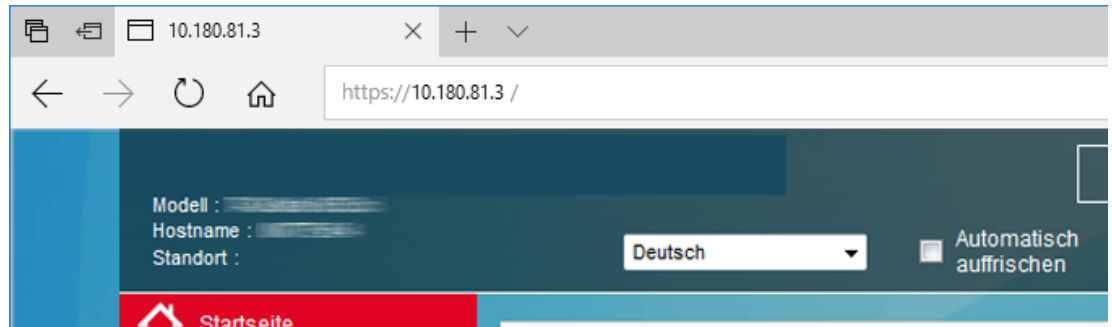 10.180.81.3
https://10.180.81.3 /
Modell :
Hostname :
Standort :
Deutsch
Automatisch
auffrischen
Startseite